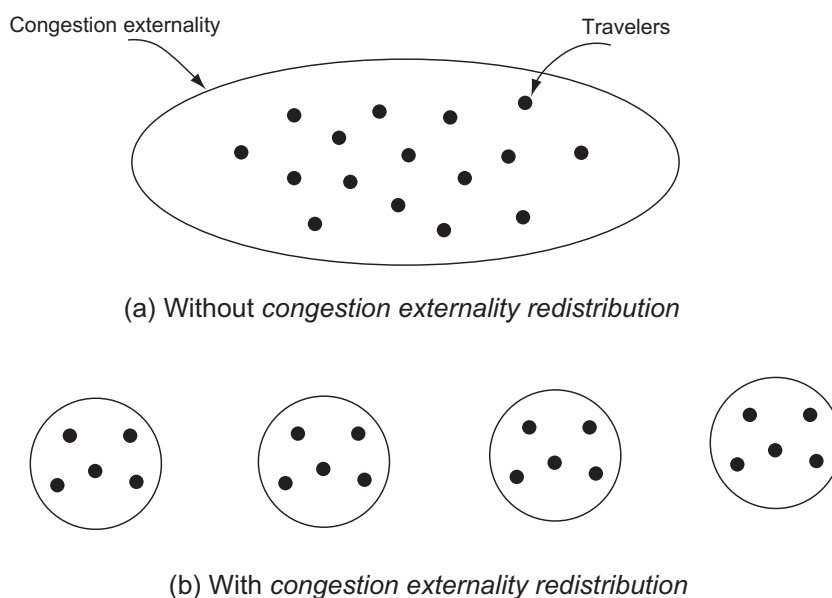 Congestion externality
Travelers
(a) Without congestion externality redistribution
(b) With congestion externality redistribution